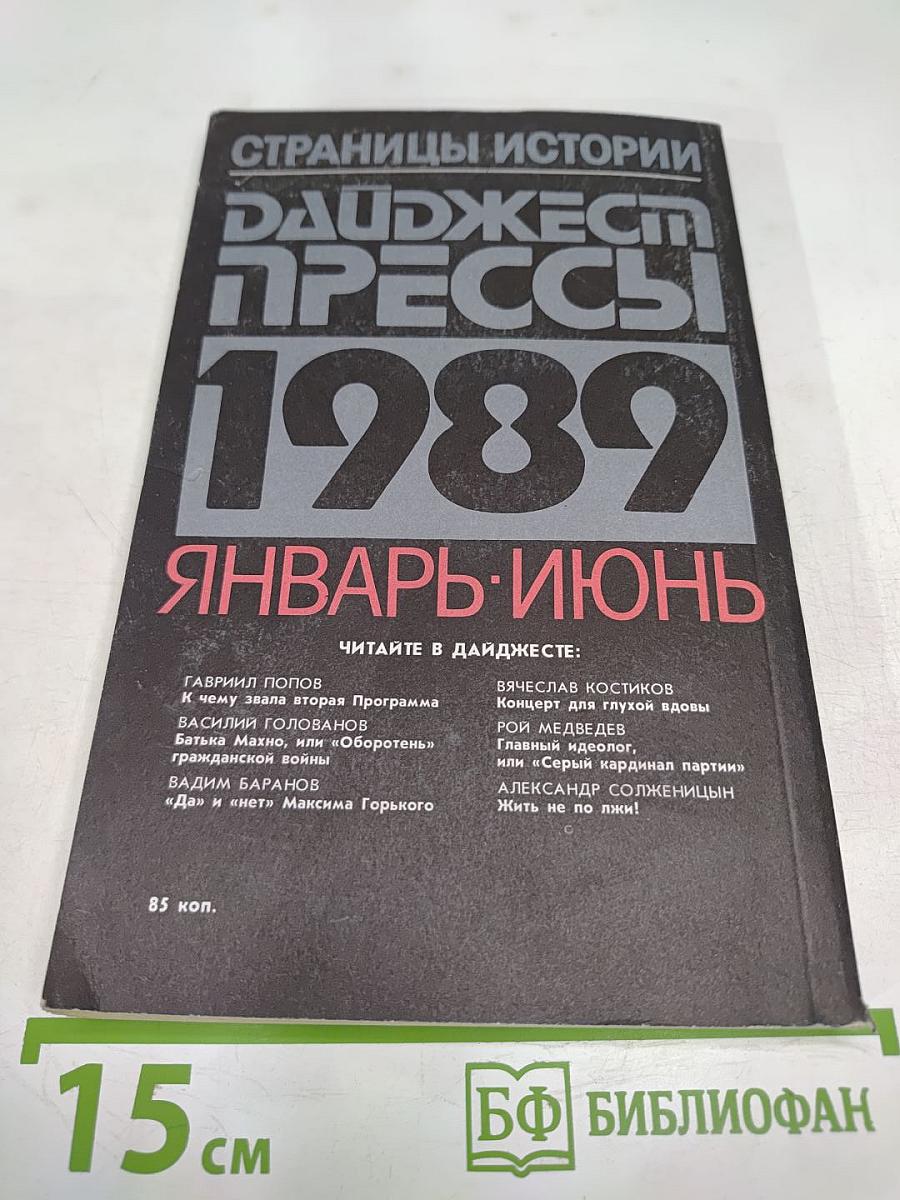 СТРАНИЦЫ ИСТОРИИ
ДАЙДЖЕСТ
ПРЕССЫ
1989
ЯНВАРЬ·ИЮНЬ
ЧИТАЙТЕ В ДАЙДЖЕСТЕ:
ГАВРИИЛ ПОПОВ
К чему звала вторая Программа
ВАСИЛИЙ ГОЛОВАНОВ
Батька Махно, или «Оборотень»
гражданской войны
ВАДИМ БАРАНОВ
«Да» и «нет» Максима Горького
ВЯЧЕСЛАВ КОСТИКОВ
Концерт для глухой вдовы
РОЙ МЕДВЕДЕВ
Главный идеолог,
или «Серый кардинал партии»
АЛЕКСАНДР СОЛЖЕНИЦЫН
Жить не по лжи!
85 коп.
15 см
БФ БИБЛИОФАН